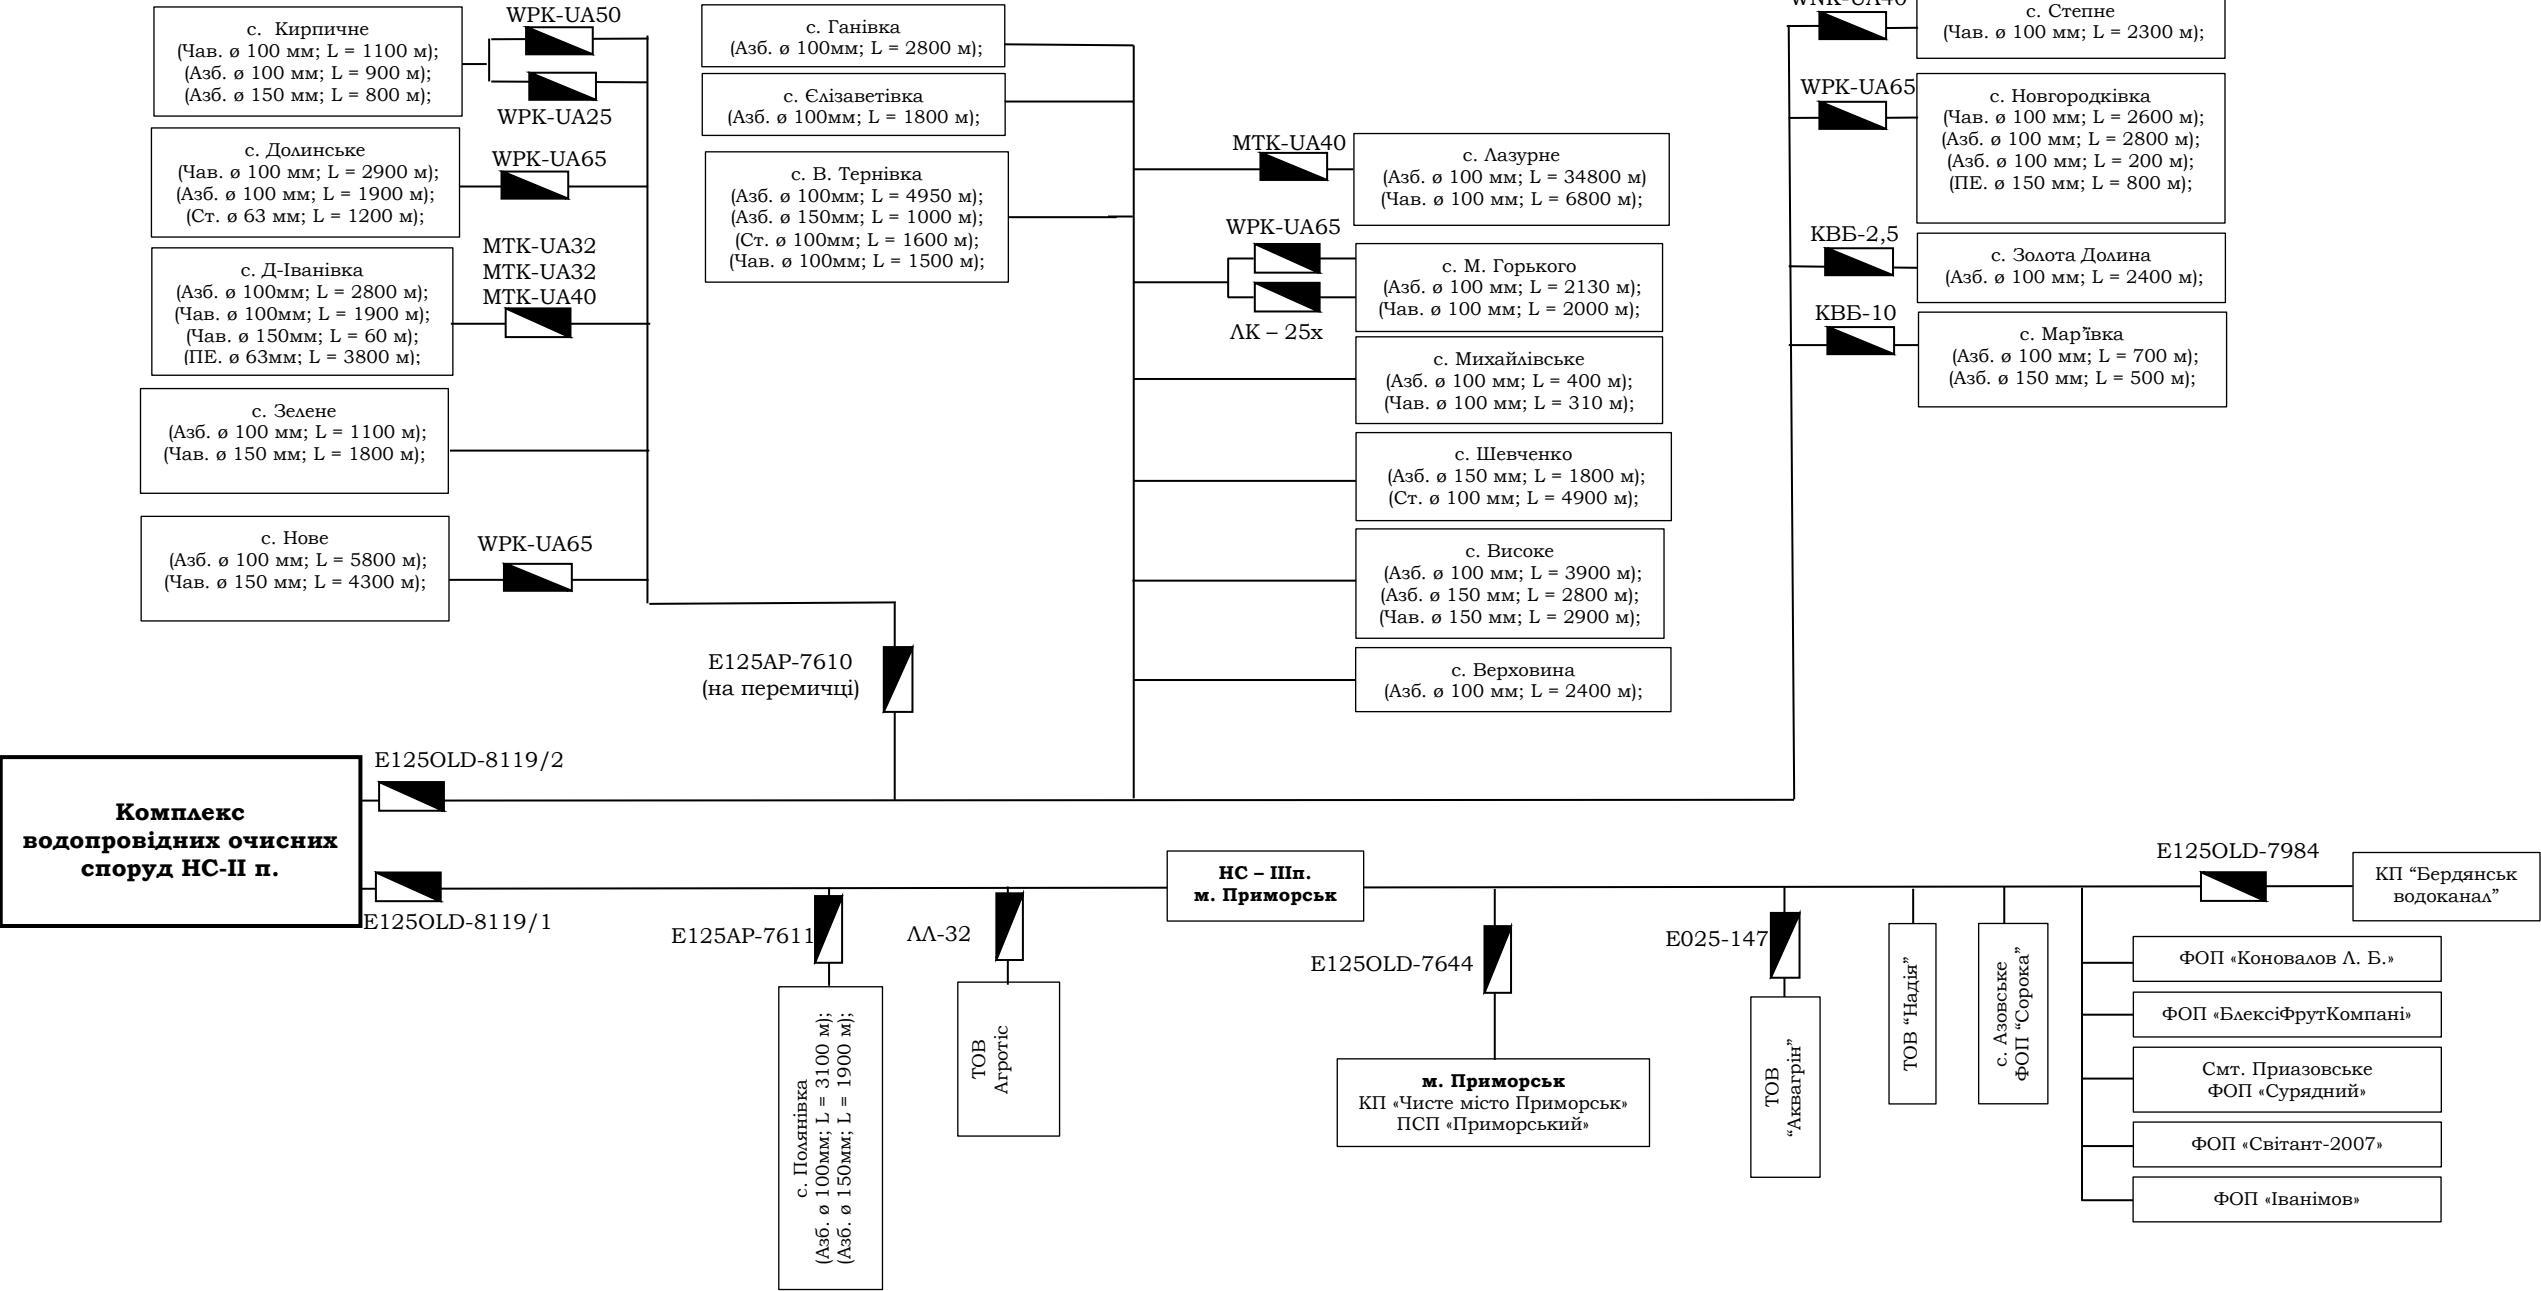 WPK-UA50
с. Кирпичне
(Чав. ø 100 мм; L = 1100 м);
(Азб. ø 100 мм; L = 900 м);
(Азб. ø 150 мм; L = 800 м);
WPK-UA25
с. Долинське
(Чав. ø 100 мм; L = 2900 м);
(Азб. ø 100 мм; L = 1900 м);
(Ст. ø 63 мм; L = 1200 м);
WPK-UA65
с. Д-Іванівка
(Азб. ø 100мм; L = 2800 м);
(Чав. ø 100мм; L = 1900 м);
(Чав. ø 150мм; L = 60 м);
(ПЕ. ø 63мм; L = 3800 м);
MTK-UA32
MTK-UA32
MTK-UA40
с. Зелене
(Азб. ø 100 мм; L = 1100 м);
(Чав. ø 150 мм; L = 1800 м);
с. Нове
(Азб. ø 100 мм; L = 5800 м);
(Чав. ø 150 мм; L = 4300 м);
WPK-UA65
с. Ганівка
(Азб. ø 100мм; L = 2800 м);
с. Єлізаветівка
(Азб. ø 100мм; L = 1800 м);
с. В. Тернівка
(Азб. ø 100мм; L = 4950 м);
(Азб. ø 150мм; L = 1000 м);
(Ст. ø 100мм; L = 1600 м);
(Чав. ø 100мм; L = 1500 м);
E125AP-7610
(на перемичці)
MTK-UA40
с. Лазурне
(Азб. ø 100 мм; L = 34800 м)
(Чав. ø 100 мм; L = 6800 м);
WPK-UA65
ЛК – 25х
с. М. Горького
(Азб. ø 100 мм; L = 2130 м);
(Чав. ø 100 мм; L = 2000 м);
с. Михайлівське
(Азб. ø 100 мм; L = 400 м);
(Чав. ø 100 мм; L = 310 м);
с. Шевченко
(Азб. ø 150 мм; L = 1800 м);
(Ст. ø 100 мм; L = 4900 м);
с. Високе
(Азб. ø 100 мм; L = 3900 м);
(Азб. ø 150 мм; L = 2800 м);
(Чав. ø 150 мм; L = 2900 м);
с. Верховина
(Азб. ø 100 мм; L = 2400 м);
WNK-UA40
с. Степне
(Чав. ø 100 мм; L = 2300 м);
WPK-UA65
с. Новгородківка
(Чав. ø 100 мм; L = 2600 м);
(Азб. ø 100 мм; L = 2800 м);
(Азб. ø 100 мм; L = 200 м);
(ПЕ. ø 150 мм; L = 800 м);
КВБ-2,5
с. Золота Долина
(Азб. ø 100 мм; L = 2400 м);
КВБ-10
с. Мар’ївка
(Азб. ø 100 мм; L = 700 м);
(Азб. ø 150 мм; L = 500 м);
Комплекс
водопровідних очисних
споруд НС-ІІ п.
E125OLD-8119/2
E125OLD-8119/1
E125AP-7611
с. Полянівка
(Азб. ø 100мм; L = 3100 м);
(Азб. ø 150мм; L = 1900 м);
ЛЛ-32
ТОВ
Агротіс
НС – ІІІп.
м. Приморськ
E125OLD-7644
м. Приморськ
КП «Чисте місто Приморськ»
ПСП «Приморський»
E025-147
ТОВ
“Аквагрін”
ТОВ “Надія”
с. Азовське
ФОП “Сорока”
E125OLD-7984
КП “Бердянськ
водоканал”
ФОП «Коновалов Л. Б.»
ФОП «БлексіФрутКомпані»
Смт. Приазовське
ФОП «Сурядний»
ФОП «Світант-2007»
ФОП «Іванімов»